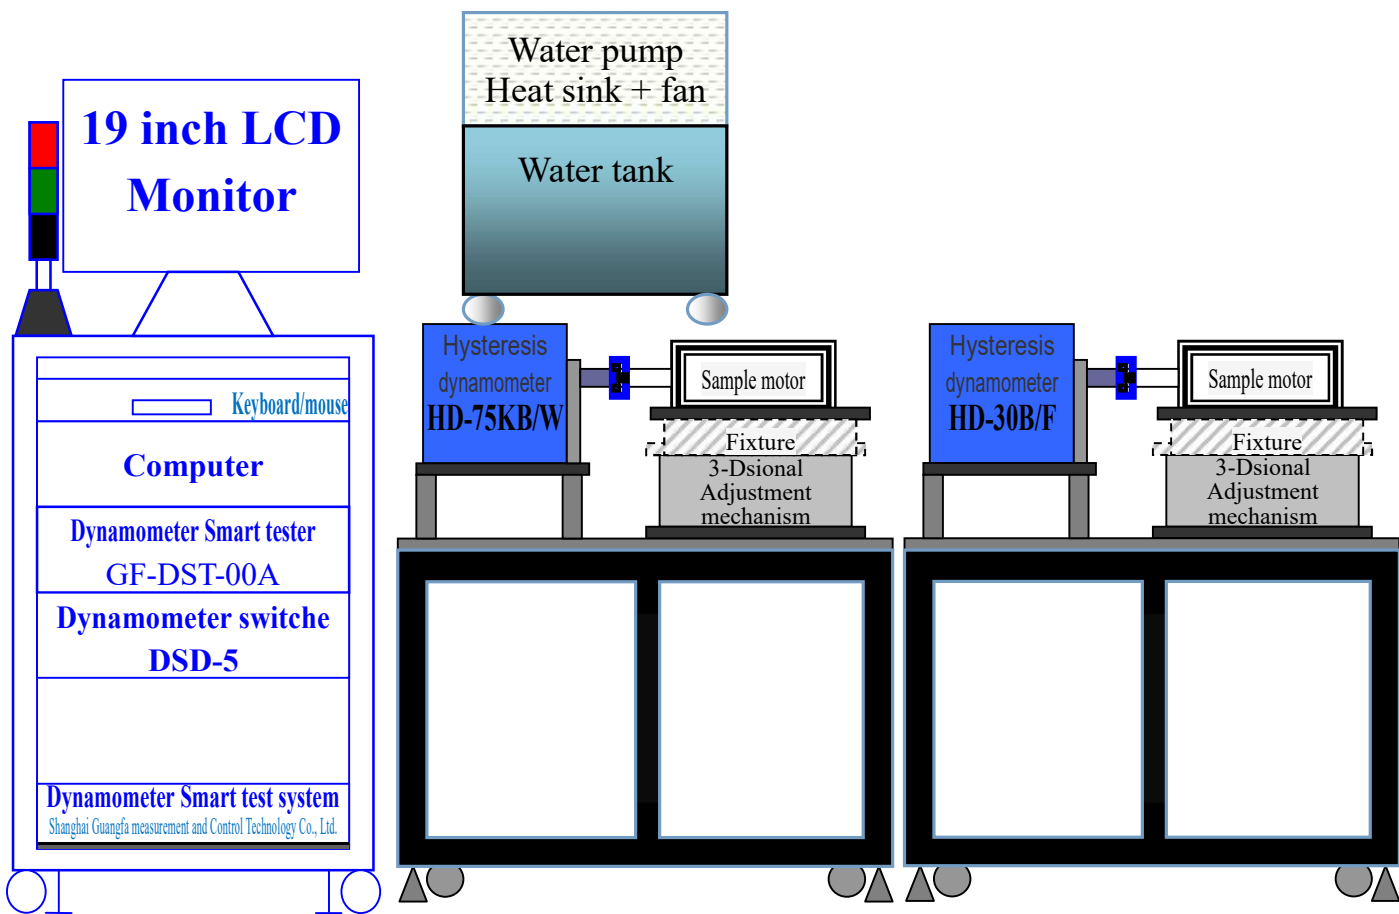 19 inch LCD
Monitor
Keyboard/mouse
Computer
Dynamometer Smart tester
GF-DST-00A
Dynamometer switche
DSD-5
Dynamometer Smart test system
Shanghai Guangfa measurement and Control Technology Co., Ltd.
Water pump
Heat sink + fan
Water tank
Hysteresis
dynamometer
HD-75KB/W
Sample motor
Fixture
3-Dsional
Adjustment
mechanism
Hysteresis
dynamometer
HD-30B/F
Sample motor
Fixture
3-Dsional
Adjustment
mechanism